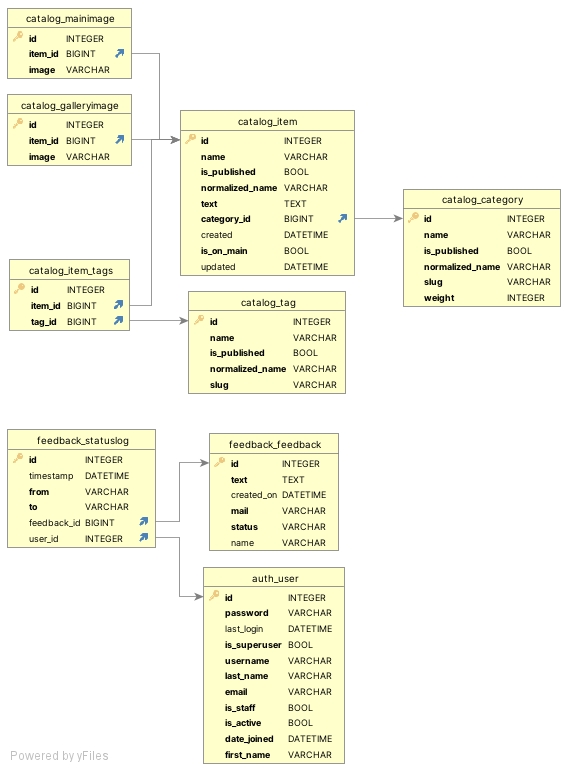 catalog_mainimage
id INTEGER
item_id BIGINT
image VARCHAR
catalog_galleryimage
id INTEGER
item_id BIGINT
image VARCHAR
catalog_item
id INTEGER
name VARCHAR
is_published BOOL
normalized_name VARCHAR
text TEXT
category_id BIGINT
created DATETIME
is_on_main BOOL
updated DATETIME
catalog_category
id INTEGER
name VARCHAR
is_published BOOL
normalized_name VARCHAR
slug VARCHAR
weight INTEGER
catalog_item_tags
id INTEGER
item_id BIGINT
tag_id BIGINT
catalog_tag
id INTEGER
name VARCHAR
is_published BOOL
normalized_name VARCHAR
slug VARCHAR
feedback_statuslog
id INTEGER
timestamp DATETIME
from VARCHAR
to VARCHAR
feedback_id BIGINT
user_id INTEGER
feedback_feedback
id INTEGER
text TEXT
created_on DATETIME
mail VARCHAR
status VARCHAR
name VARCHAR
auth_user
id INTEGER
password VARCHAR
last_login DATETIME
is_superuser BOOL
username VARCHAR
last_name VARCHAR
email VARCHAR
is_staff BOOL
is_active BOOL
date_joined DATETIME
first_name VARCHAR
Powered by yFiles